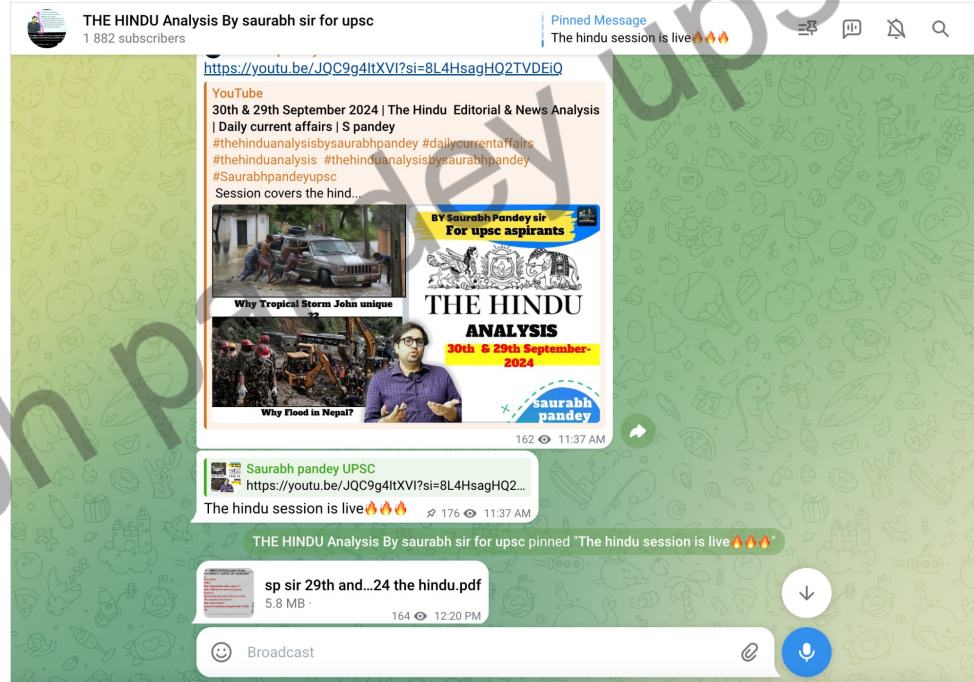 THE HINDU Analysis By saurabh sir for upsc
1 882 subscribers
Pinned Message
The hindu session is live🔥🔥🔥
https://youtu.be/JQC9g4ltXVI?si=8L4HsagHQ2TVDEiQ
YouTube
30th & 29th September 2024 | The Hindu Editorial & News Analysis
| Daily current affairs | S pandey
#thehinduanalysisbysaurabhpandey #dailycurrentaffairs
#thehinduanalysis #thehinduanalysisbysaurabhpandey
#Saurabhpandeyupsc
Session covers the hind...
Why Tropical Storm John unique
??
Why Flood in Nepal?
BY Saurabh Pandey sir
For upsc aspirants
THE HINDU
ANALYSIS
30th & 29th September-
2024
saurabh
pandey
162 11:37 AM
Saurabh pandey UPSC
https://youtu.be/JQC9g4ltXVI?si=8L4HsagHQ2...
The hindu session is live🔥🔥🔥
176 11:37 AM
THE HINDU Analysis By saurabh sir for upsc pinned "The hindu session is live🔥🔥🔥"
sp sir 29th and...24 the hindu.pdf
5.8 MB ·
164 12:20 PM
Broadcast
h pandey ups